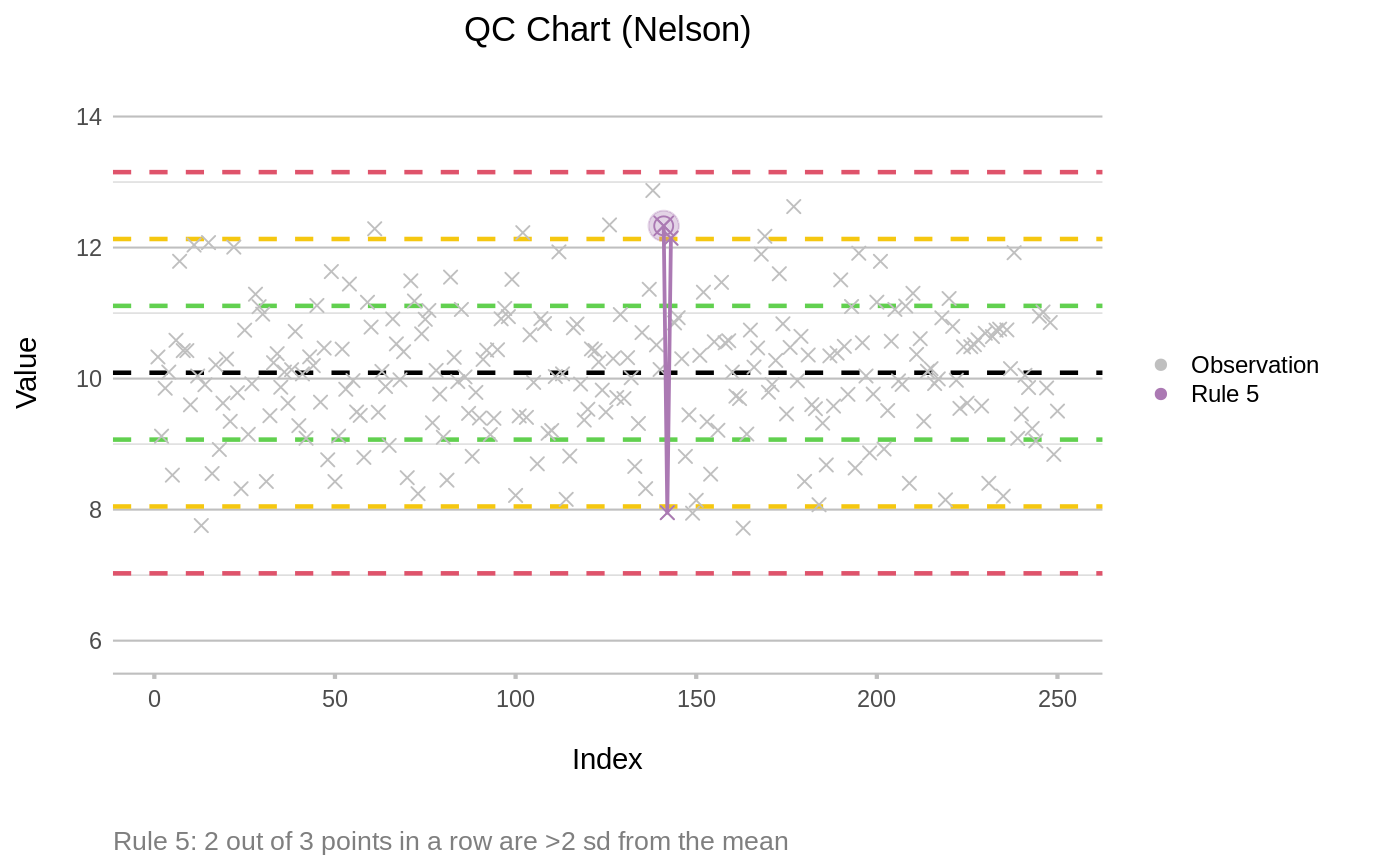 QC Chart (Nelson)
14
12
10
8
6
Value
0 50 100 150 200 250
Index
Observation
Rule 5
Rule 5: 2 out of 3 points in a row are >2 sd from the mean